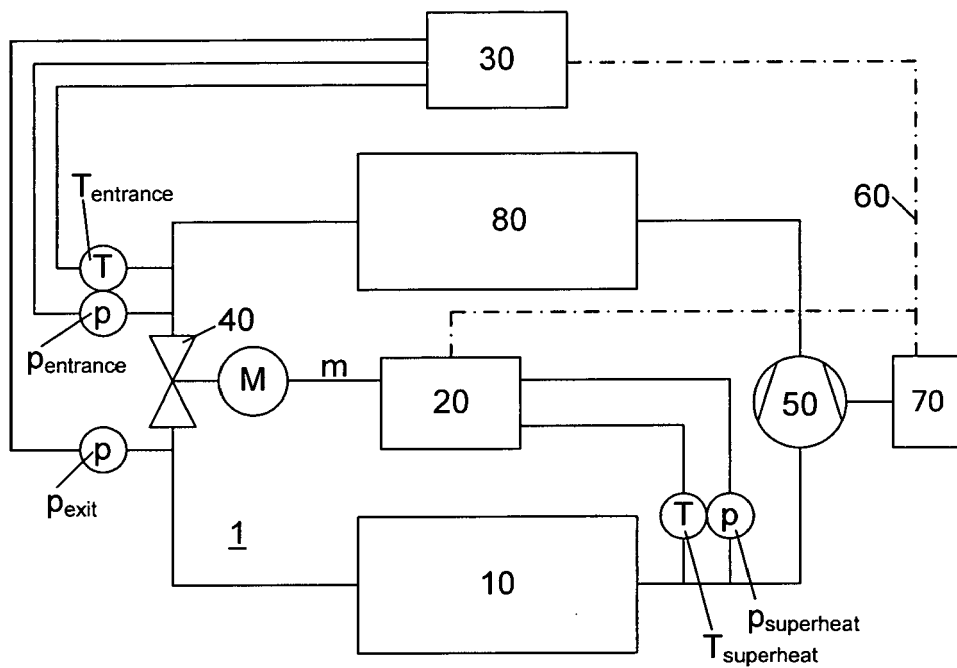 30
T entrance
80
60
T
p
p entrance
40
M
m
20
50
70
p
p exit
1
T
p
10
p superheat
T superheat